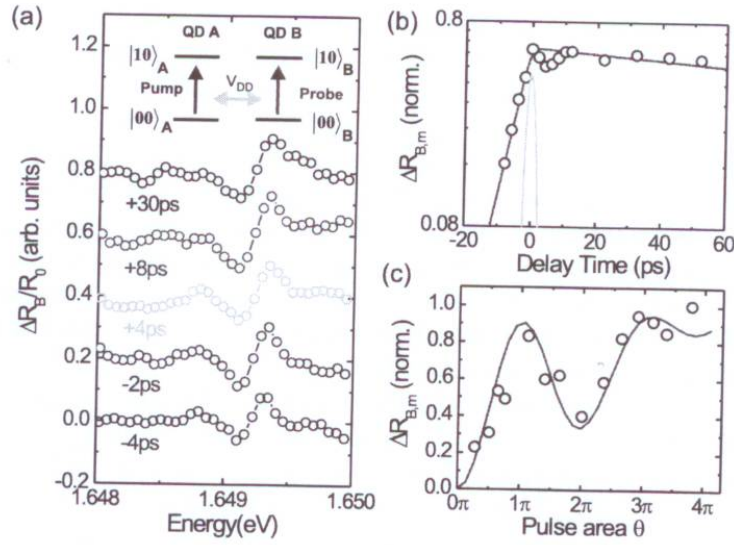 (a)
QD A QD B
|10⟩A |10⟩B
Pump VDD Probe
|00⟩A |00⟩B
ΔRB/R0 (arb. units)
1.2
1.0
0.8
0.6
0.4
0.2
0.0
-0.2
+30ps
+8ps
+4ps
-2ps
-4ps
1.648 1.649 1.650
Energy(eV)
(b)
ΔRB,m (norm.)
0.8
0.08
-20 0 20 40 60
Delay Time (ps)
(c)
ΔRB,m (norm.)
1.0
0.8
0.6
0.4
0.2
0.0
0π 1π 2π 3π 4π
Pulse area θ